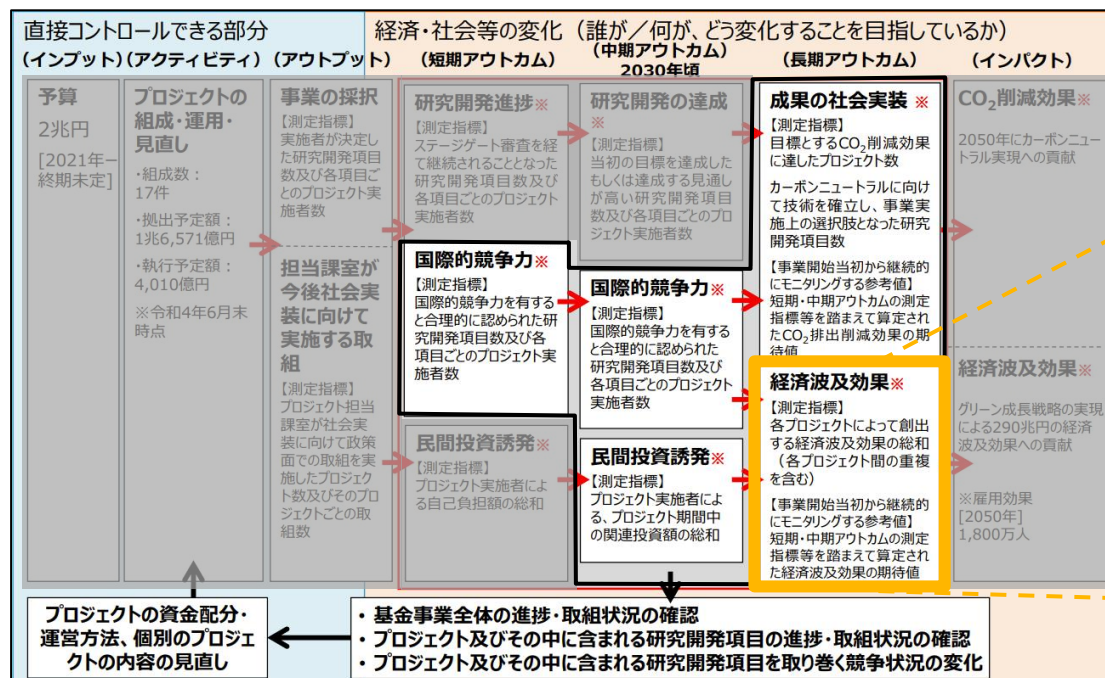 直接コントロールできる部分
経済・社会等の変化（誰が／何が、どう変化することを目指しているか）
(インプット)
(アクティビティ)
(アウトプット)
(短期アウトカム)
(中期アウトカム)
2030年頃
(長期アウトカム)
(インパクト)
予算
2兆円
[2021年－
終期未定]
プロジェクトの
組成・運用・
見直し
・組成数：
17件
・拠出予定額：
1兆6,571億円
・執行予定額：
4,010億円
※令和4年6月末
時点
事業の採択
【測定指標】
実施者が決定し
た研究開発項目
数及び各項目ご
とのプロジェクト実
施者数
担当課室が
今後社会実
装に向けて
実施する取
組
【測定指標】
プロジェクト担当
課室が社会実
装に向けて政策
面での取組を実
施したプロジェク
ト数及びそのプロ
ジェクトごとの取
組数
研究開発進捗※
【測定指標】
ステージゲート審査を経
て継続されることとなった
研究開発項目数及び
各項目ごとのプロジェクト
実施者数
国際的競争力※
【測定指標】
国際的競争力を有する
と合理的に認められた研
究開発項目数及び各
項目ごとのプロジェクト実
施者数
民間投資誘発※
【測定指標】
プロジェクト実施者によ
る自己負担額の総和
研究開発の達成
※
【測定指標】
当初の目標を達成した
もしくは達成する見通し
が高い研究開発項目
数及び各項目ごとのプロ
ジェクト実施者数
国際的競争力※
【測定指標】
国際的競争力を有する
と合理的に認められた
研究開発項目数及び
各項目ごとのプロジェクト
実施者数
民間投資誘発※
【測定指標】
プロジェクト実施者によ
る、プロジェクト期間中
の関連投資額の総和
成果の社会実装 ※
【測定指標】
目標とするCO2削減効果
に達したプロジェクト数
カーボンニュートラルに向け
て技術を確立し、事業実
施上の選択肢となった研究
開発項目数
【事業開始当初から継続的
にモニタリングする参考値】
短期・中期アウトカムの測定
指標等を踏まえて算定され
たCO2排出削減効果の期
待値
経済波及効果※
【測定指標】
各プロジェクトによって創出
する経済波及効果の総和
（各プロジェクト間の重複
を含む）
【事業開始当初から継続的
にモニタリングする参考値】
短期・中期アウトカムの測定
指標等を踏まえて算定され
た経済波及効果の期待値
CO2削減効果※
2050年にカーボンニュー
トラル実現への貢献
経済波及効果※
グリーン成長戦略の実現
による290兆円の経済
波及効果への貢献
※雇用効果
[2050年]
1,800万人
プロジェクトの資金配分・
運営方法、個別のプロジェ
クトの内容の見直し
・ 基金事業全体の進捗・取組状況の確認
・ プロジェクト及びその中に含まれる研究開発項目の進捗・取組状況の確認
・ プロジェクト及びその中に含まれる研究開発項目を取り巻く競争状況の変化